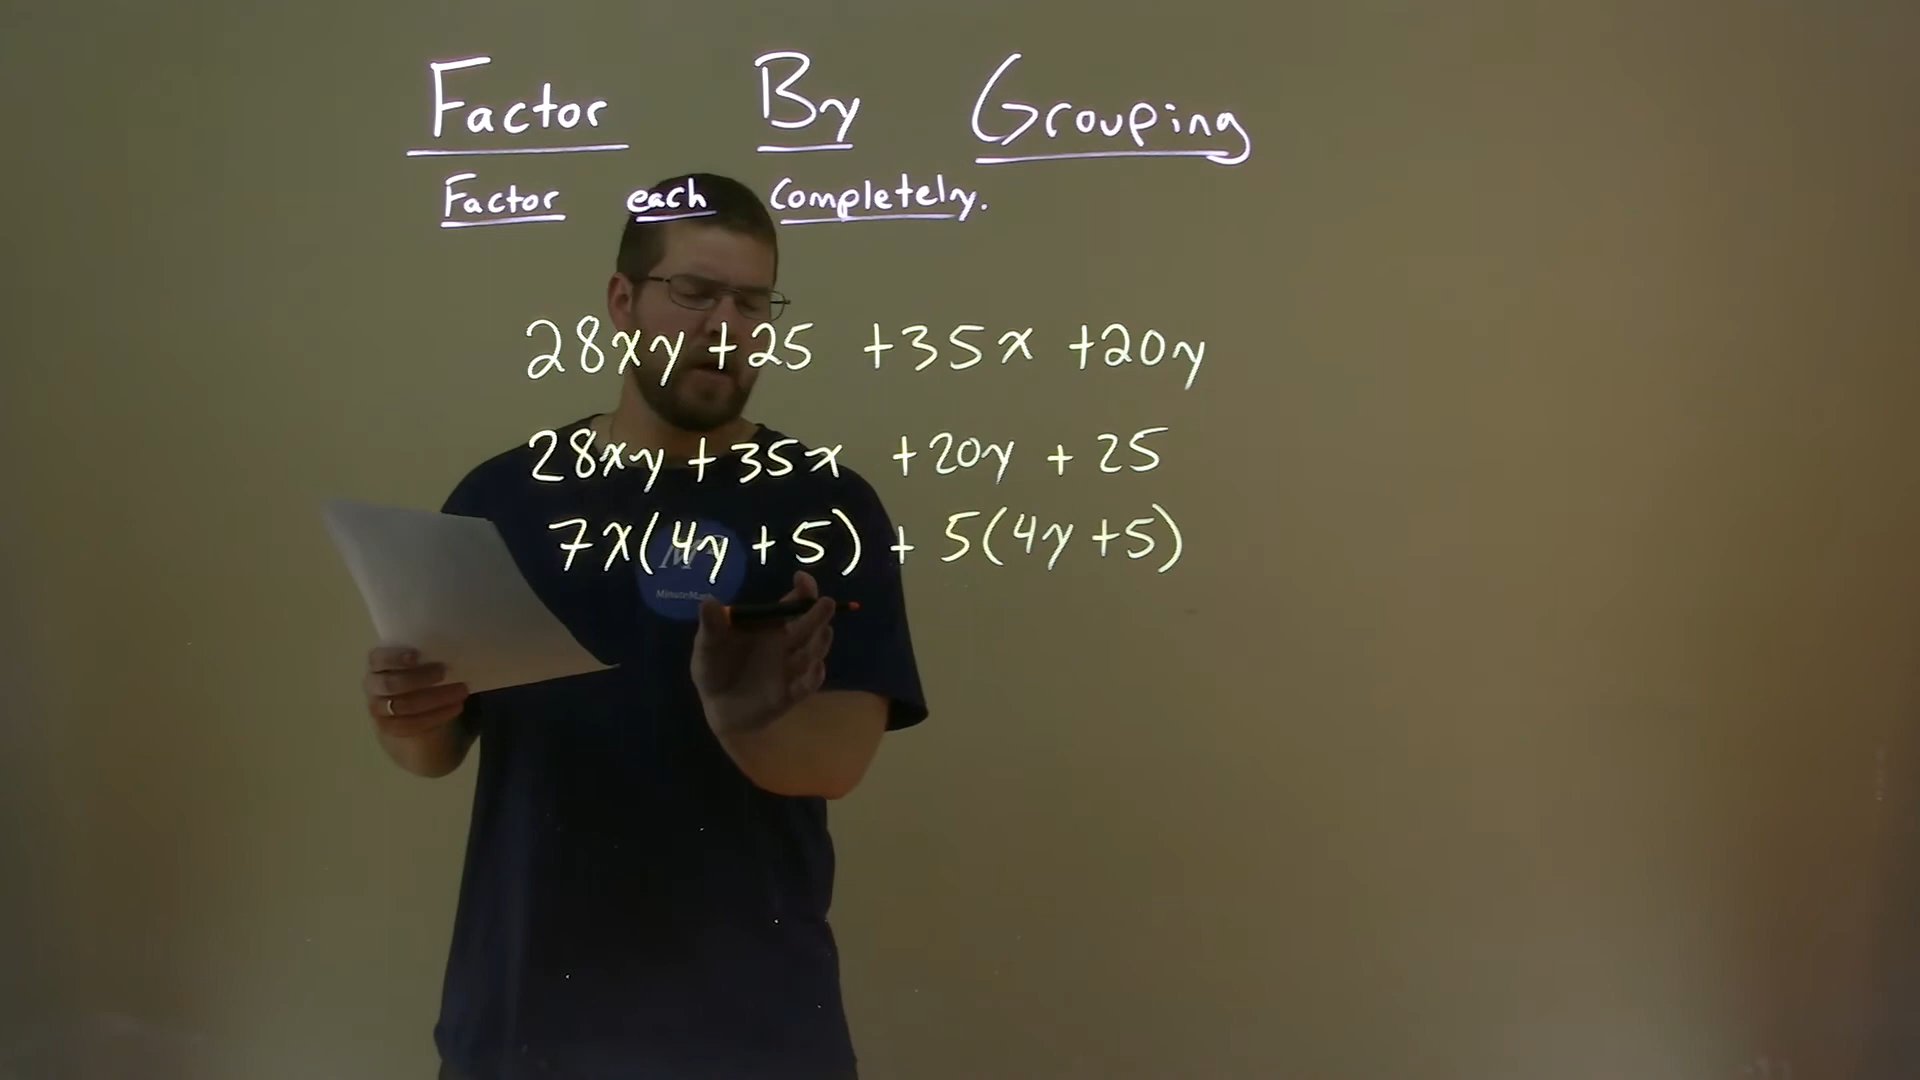 Factor By Grouping
Factor each completely.
28xy +25 +35x +20y
28xy + 35x +20y + 25
7x(4y + 5) + 5(4y +5)
M
MinuteMath